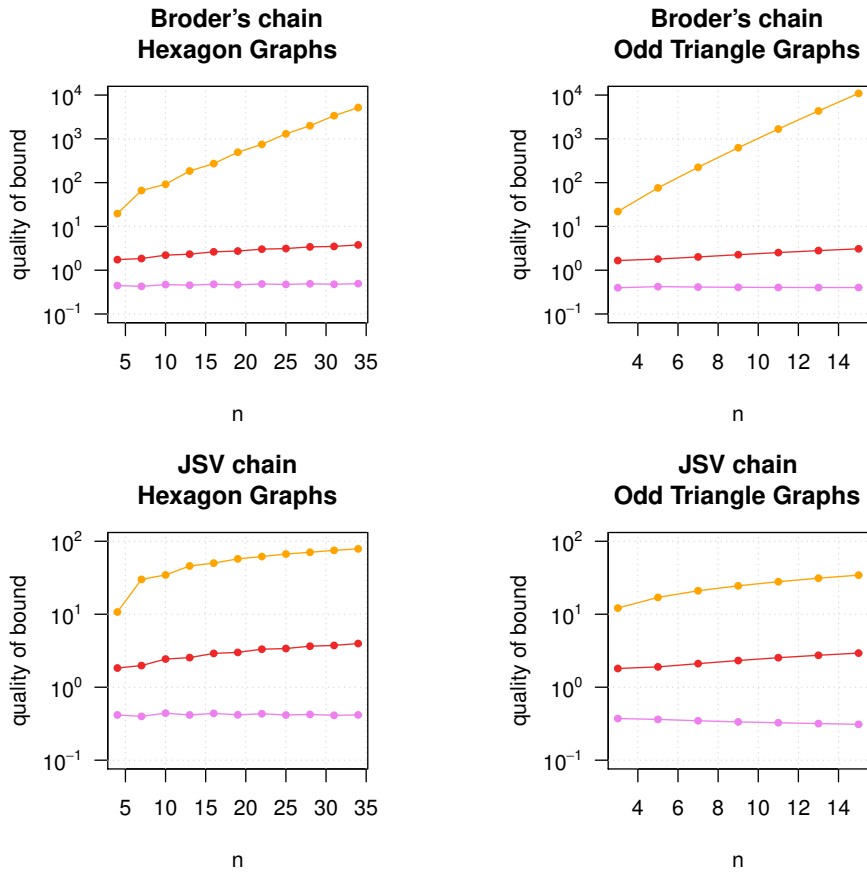 Broder's chain
Hexagon Graphs
quality of bound
10^4
10^3
10^2
10^1
10^0
10^−1
5 10 15 20 25 30 35
n
Broder's chain
Odd Triangle Graphs
quality of bound
10^4
10^3
10^2
10^1
10^0
10^−1
4 6 8 10 12 14
n
JSV chain
Hexagon Graphs
quality of bound
10^2
10^1
10^0
10^−1
5 10 15 20 25 30 35
n
JSV chain
Odd Triangle Graphs
quality of bound
10^2
10^1
10^0
10^−1
4 6 8 10 12 14
n